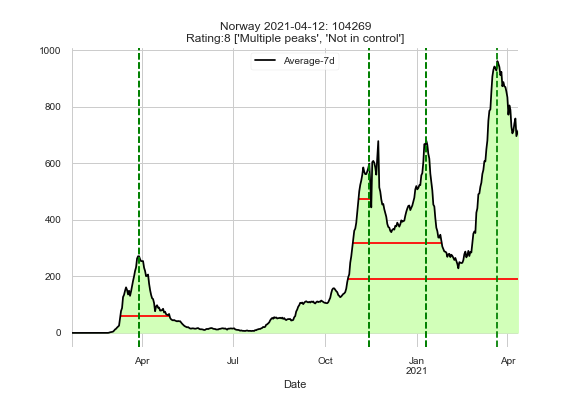 Norway 2021-04-12: 104269
Rating:8 ['Multiple peaks', 'Not in control']
Average-7d
1000
800
600
400
200
0
Apr
Jul
Oct
Jan
2021
Apr
Date